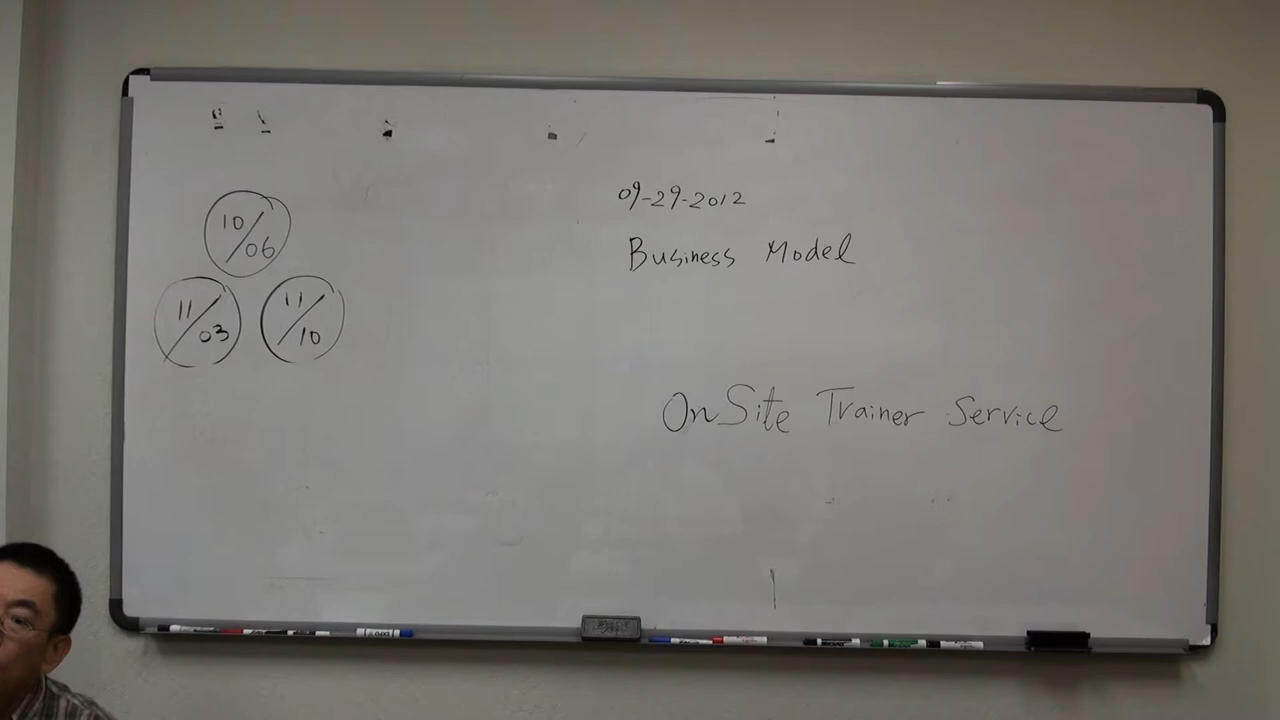 09-29-2012
Business Model
10/06
11/03
11/10
OnSite Trainer Service